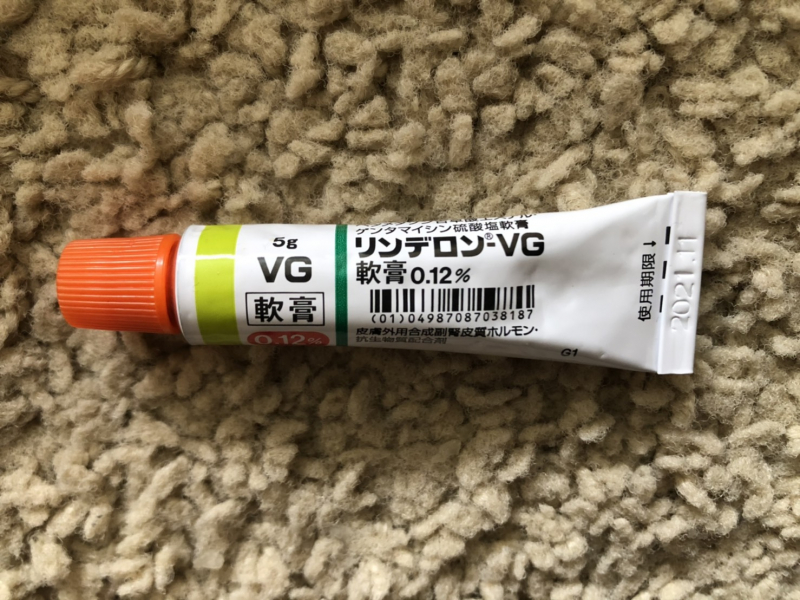 5g
VG
軟膏
0.12%
ゲンタマイシン硫酸塩軟膏
リンデロン®-VG
軟膏0.12%
(01)04987087038187
皮膚外用合成副腎皮質ホルモン・
抗生物質配合剤
G1
使用期限→
2021.11